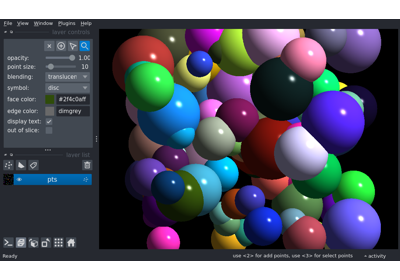 File View Window Plugins Help
layer controls
opacity: 1.00
point size: 10
blending: translucen
symbol: disc
face color: #2f4c0aff
edge color: dimgrey
display text:
out of slice:
layer list
pts
Ready
use <2> for add points, use <3> for select points
activity